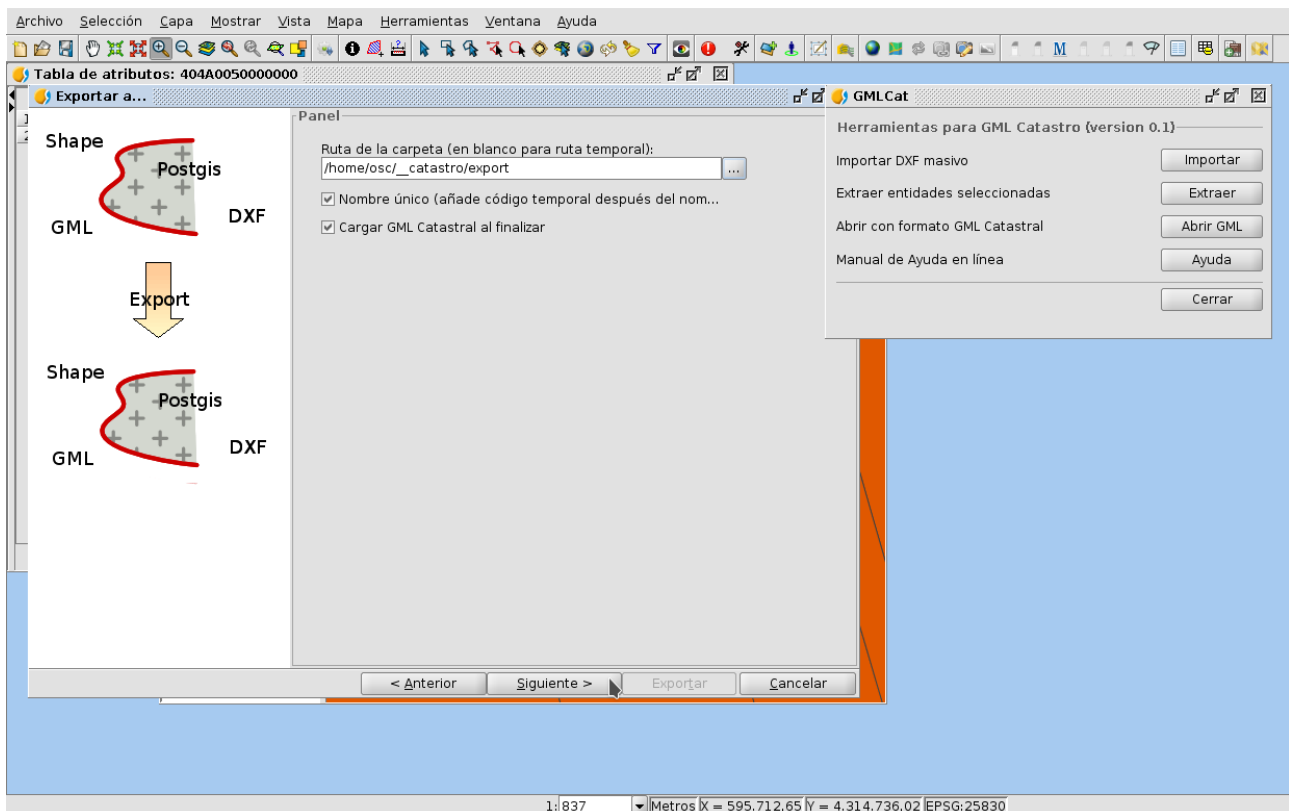 Archivo Selección Capa Mostrar Vista Mapa Herramientas Ventana Ayuda
Tabla de atributos: 404A0050000000
Exportar a...
Shape
Postgis
GML
DXF
Export
Shape
Postgis
GML
DXF
Panel
Ruta de la carpeta (en blanco para ruta temporal):
/home/osc/__catastro/export
...
Nombre único (añade código temporal después del nom...
Cargar GML Catastral al finalizar
< Anterior Siguiente > Exportar Cancelar
GMLCat
Herramientas para GML Catastro (version 0.1)
Importar DXF masivo Importar
Extraer entidades seleccionadas Extraer
Abrir con formato GML Catastral Abrir GML
Manual de Ayuda en línea Ayuda
Cerrar
1: 837 Metros X = 595.712,65 Y = 4.314.736,02 EPSG:25830